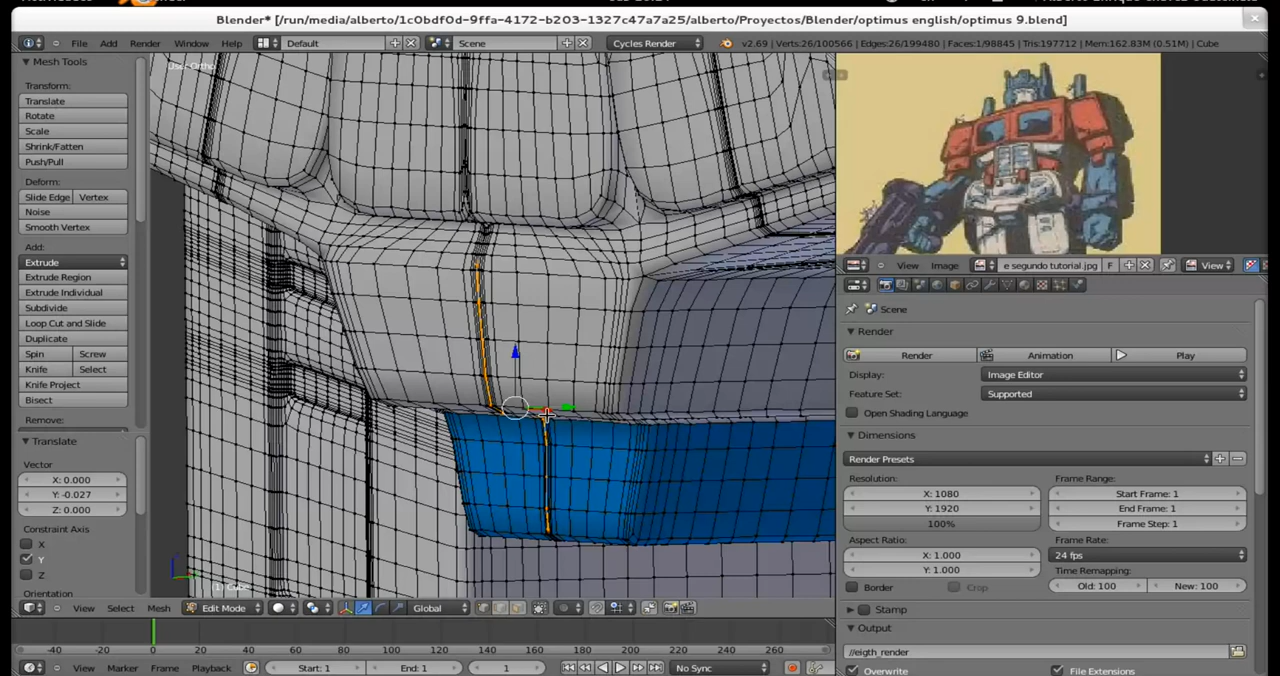 Blender* [/run/media/alberto/1c0bdf0d-9ffa-4172-b203-1327c47a7a25/alberto/Proyectos/Blender/optimus english/optimus 9.blend]
File Add Render Window Help Default Scene Cycles Render v2.69 | Verts:26/100566 | Edges:26/199480 | Faces:1/98845 | Tris:197712 | Mem:162.83M (0.51M) | Cube
Mesh Tools
User Ortho
Transform:
Translate
Rotate
Scale
Shrink/Fatten
Push/Pull
Deform:
Slide Edge Vertex
Noise
Smooth Vertex
Add:
Extrude
Extrude Region
Extrude Individual
Subdivide
Loop Cut and Slide
Duplicate
Spin Screw
Knife Select
Knife Project
Bisect
Remove:
Translate
Vector
X: 0.000
Y: -0.027
Z: 0.000
Constraint Axis
X
Y
Z
Orientation
(1) Cube
View Select Mesh Edit Mode Global
-40 -20 0 20 40 60 80 100 120 140 160 180 200 220 240 260
View Marker Frame Playback Start: 1 End: 1 1 No Sync
View Image e segundo tutorial.jpg F View
Scene
Render
Render Animation Play
Display: Image Editor
Feature Set: Supported
Open Shading Language
Dimensions
Render Presets
Resolution: Frame Range:
X: 1080 Start Frame: 1
Y: 1920 End Frame: 1
100% Frame Step: 1
Aspect Ratio: Frame Rate:
X: 1.000 24 fps
Y: 1.000 Time Remapping:
Border Crop Old: 100 New: 100
Stamp
Output
//eigth_render
Overwrite File Extensions